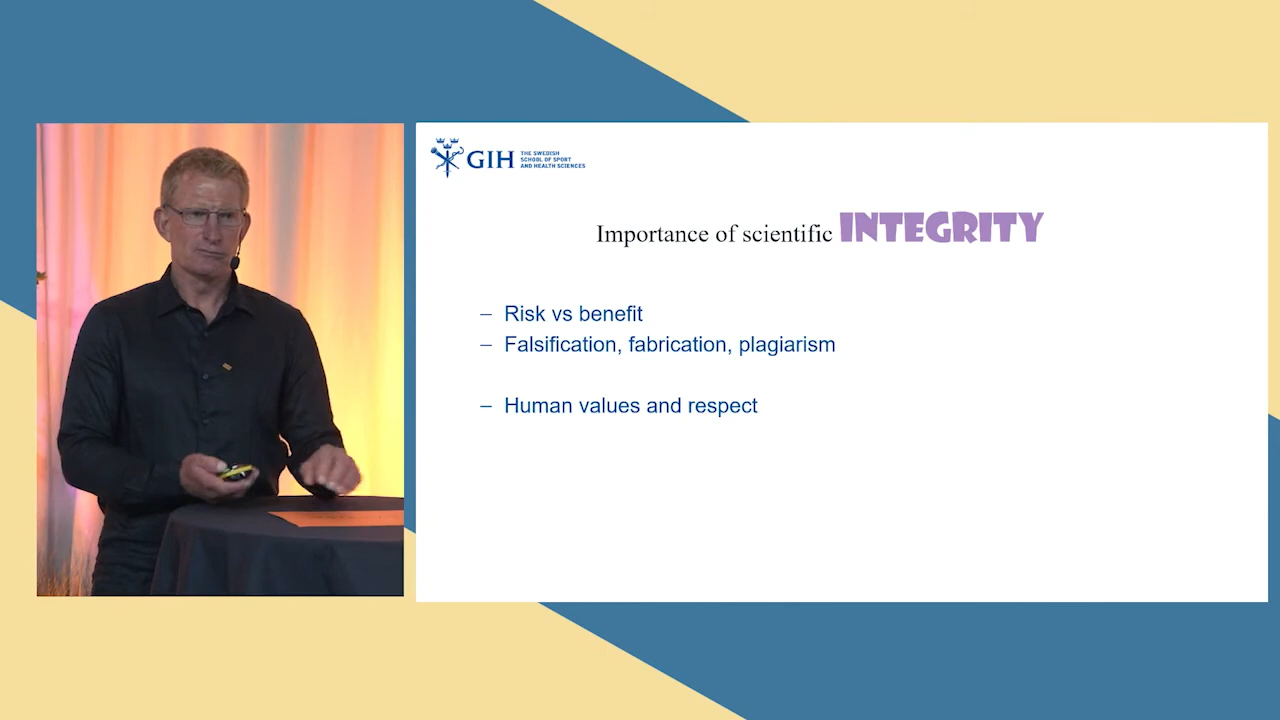 GIH
THE SWEDISH
SCHOOL OF SPORT
AND HEALTH SCIENCES
Importance of scientific INTEGRITY
– Risk vs benefit
– Falsification, fabrication, plagiarism
– Human values and respect